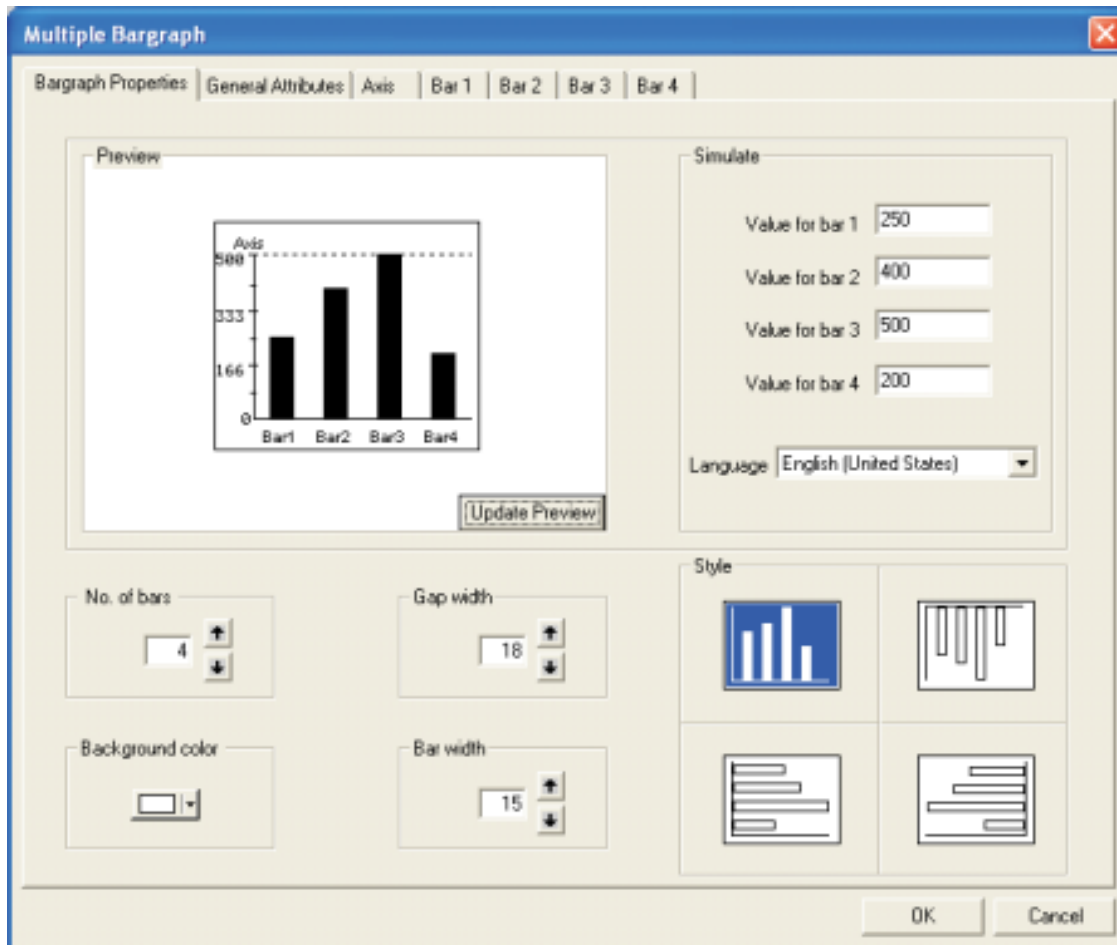 Multiple Bargraph
Bargraph Properties General Attributes Axis Bar 1 Bar 2 Bar 3 Bar 4
Preview
Axis
500
333
166
0
Bar1 Bar2 Bar3 Bar4
Update Preview
Simulate
Value for bar 1 250
Value for bar 2 400
Value for bar 3 500
Value for bar 4 200
Language English (United States)
No. of bars
4
Gap width
18
Background color
Bar width
15
Style
OK Cancel